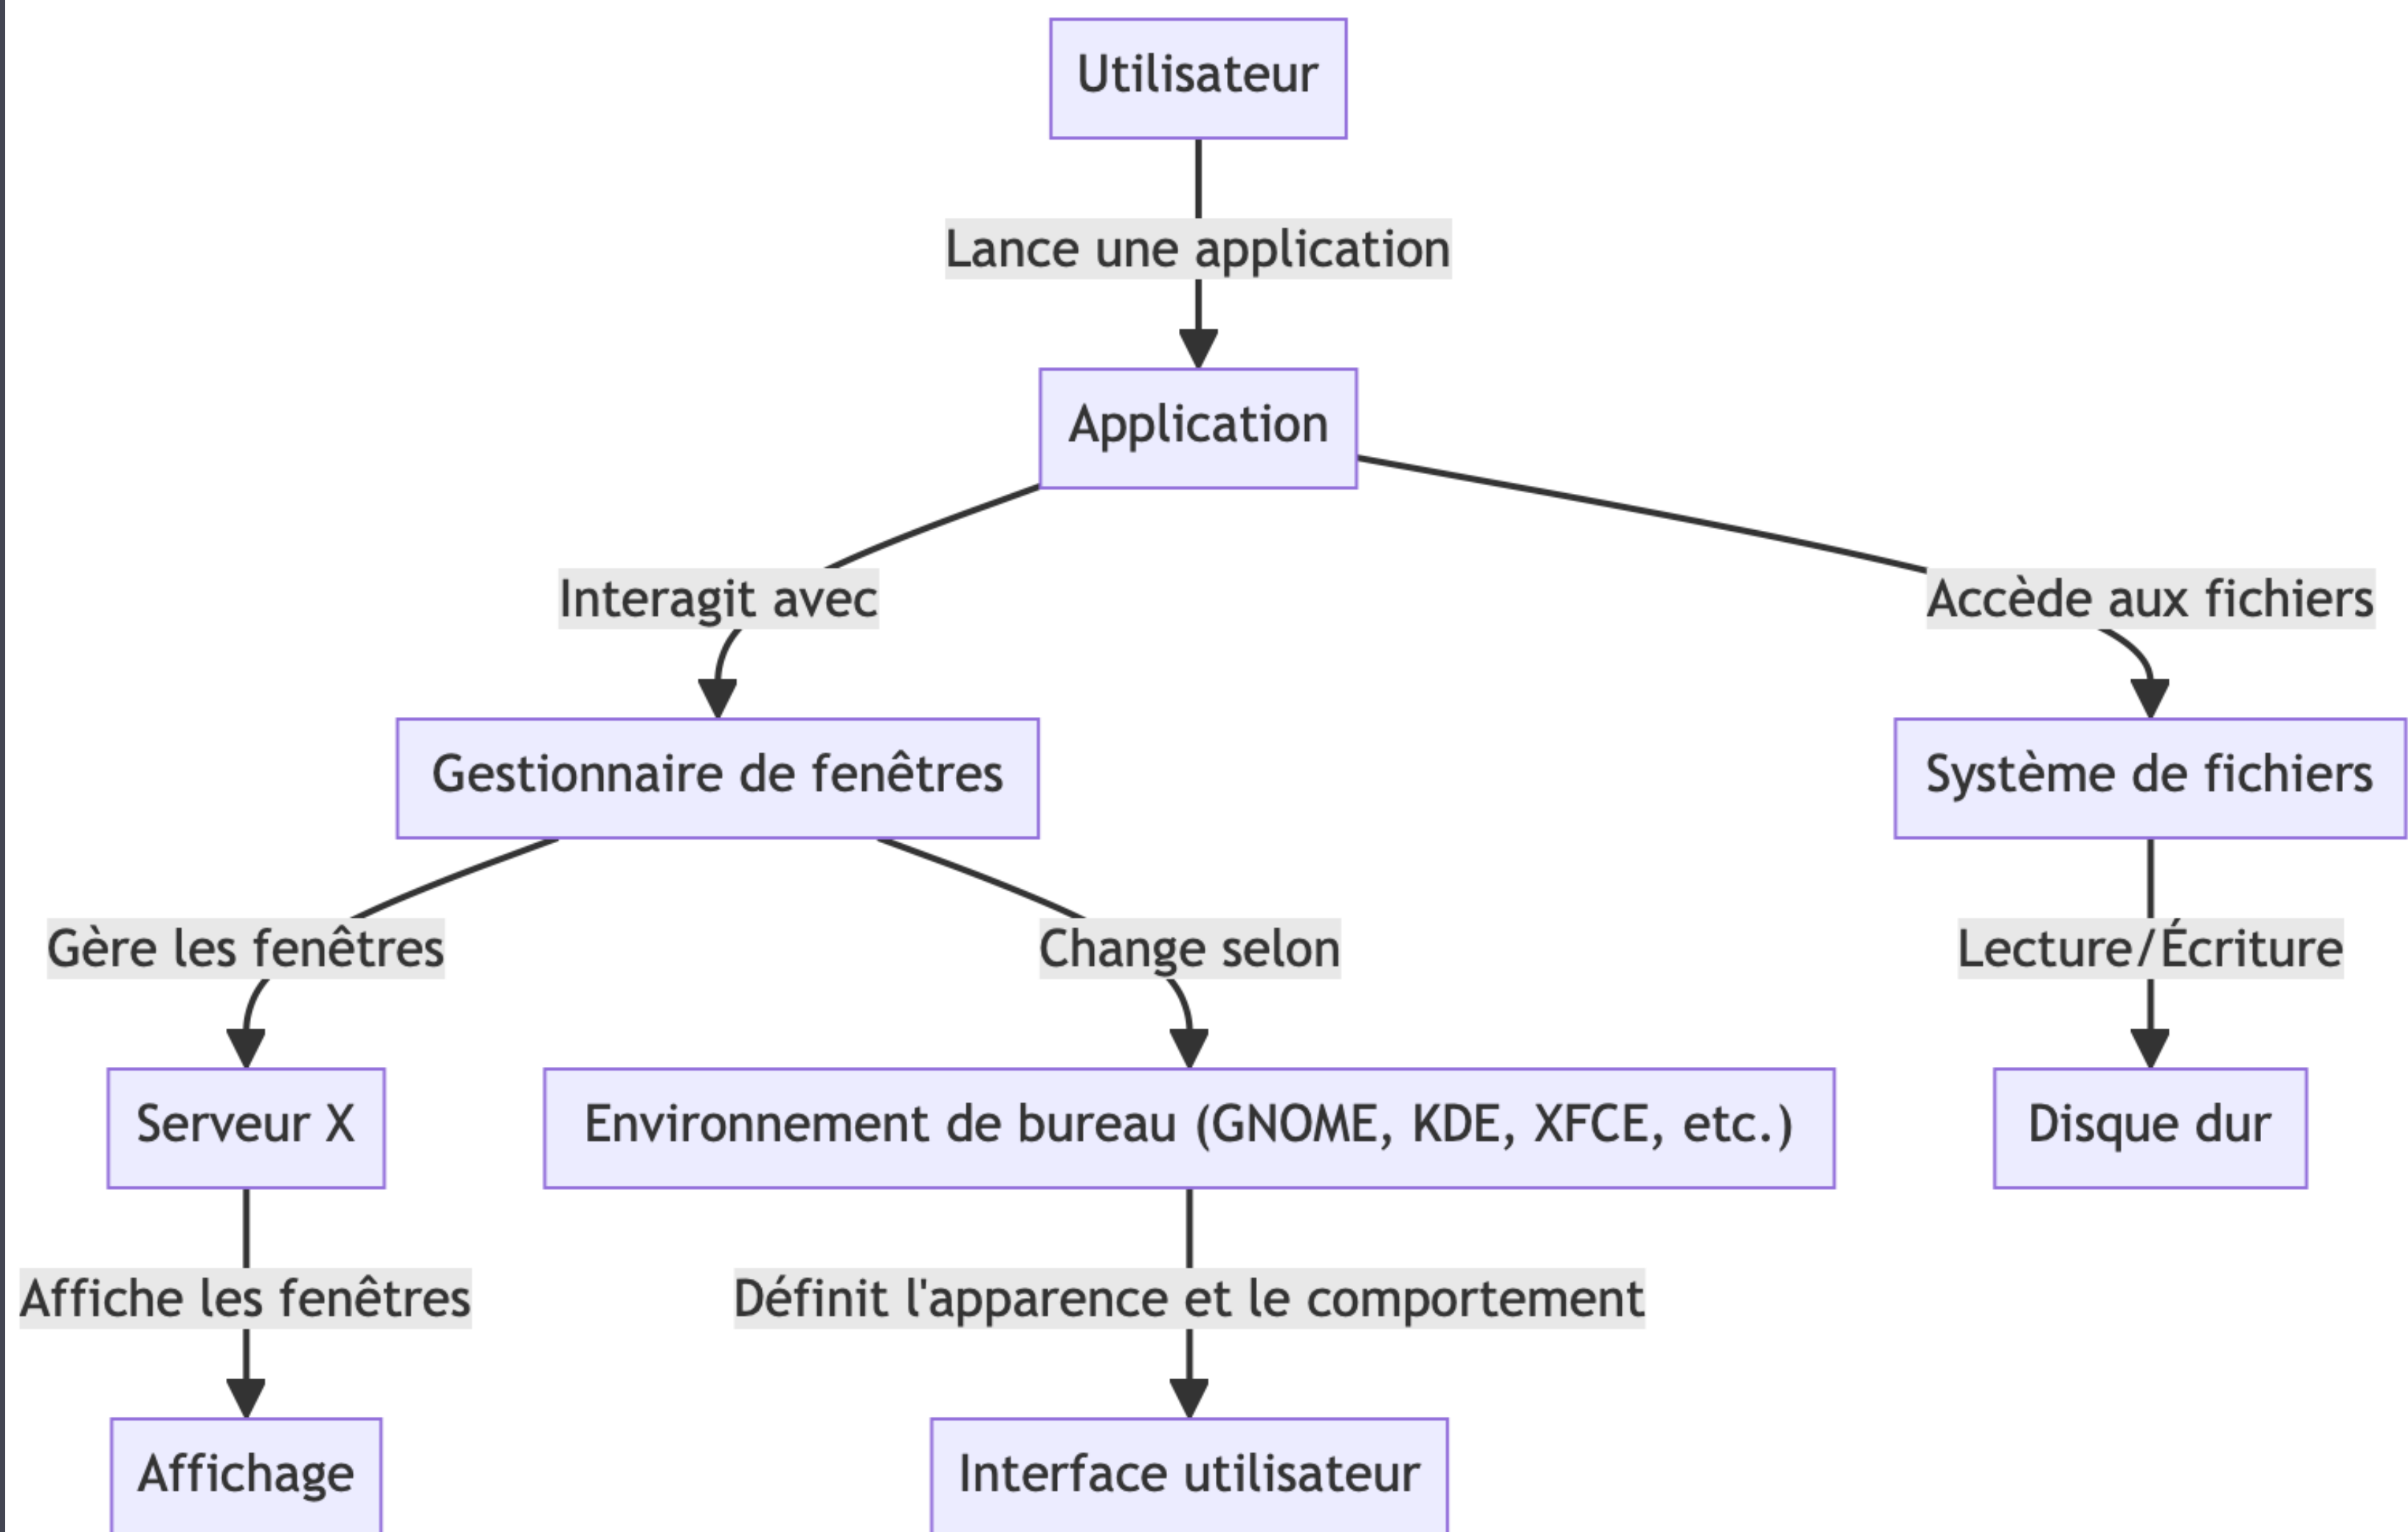 Utilisateur
Lance une application
Application
Interagit avec
Accède aux fichiers
Gestionnaire de fenêtres
Système de fichiers
Gère les fenêtres
Change selon
Lecture/Écriture
Serveur X
Environnement de bureau (GNOME, KDE, XFCE, etc.)
Disque dur
Affiche les fenêtres
Définit l'apparence et le comportement
Affichage
Interface utilisateur